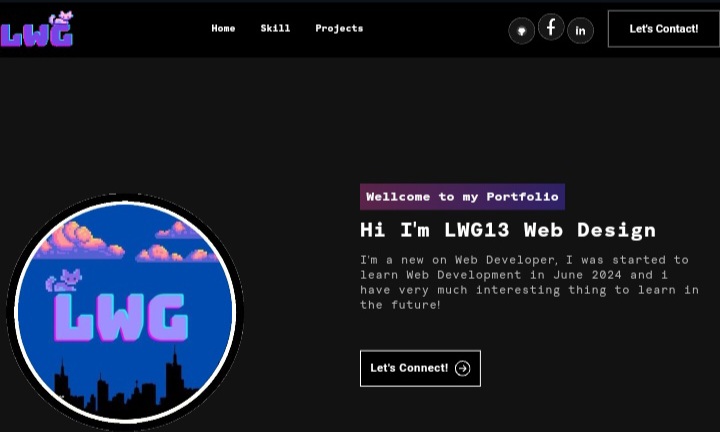 LWG
Home Skill Projects
in
Let's Contact!
Wellcome to my Portfolio
Hi I'm LWG13 Web Design
I'm a new on Web Developer, I was started to
learn Web Development in June 2024 and i
have very much interesting thing to learn in
the future!
LWG
Let's Connect!